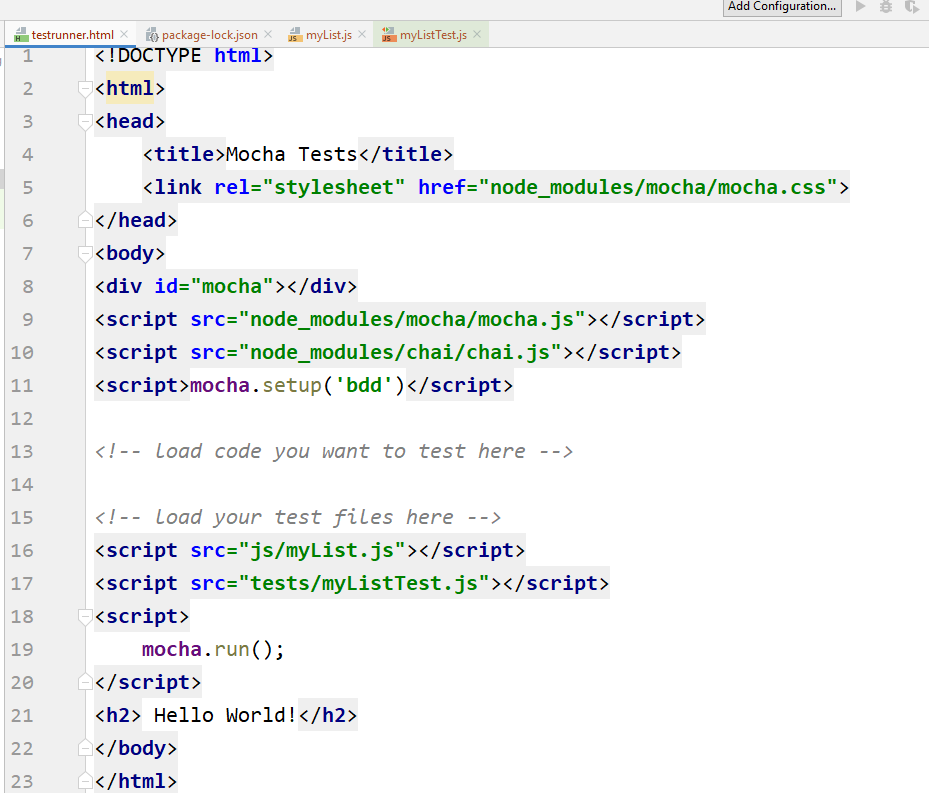 Add Configuration...
testrunner.html package-lock.json myList.js myListTest.js
1 <!DOCTYPE html>
2 <html>
3 <head>
4     <title>Mocha Tests</title>
5     <link rel="stylesheet" href="node_modules/mocha/mocha.css">
6 </head>
7 <body>
8 <div id="mocha"></div>
9 <script src="node_modules/mocha/mocha.js"></script>
10 <script src="node_modules/chai/chai.js"></script>
11 <script>mocha.setup('bdd')</script>
12
13 <!-- load code you want to test here -->
14
15 <!-- load your test files here -->
16 <script src="js/myList.js"></script>
17 <script src="tests/myListTest.js"></script>
18 <script>
19     mocha.run();
20 </script>
21 <h2> Hello World!</h2>
22 </body>
23 </html>